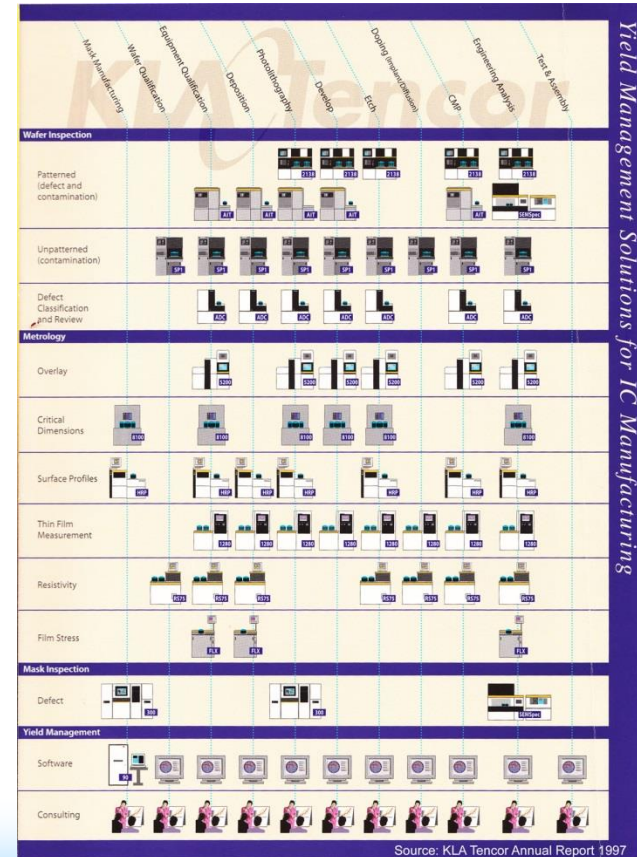 KLA Tencor
Mask Manufacturing
Wafer Qualification
Equipment Qualification
Deposition
Photolithography
Develop
Etch
Doping (Implant/Diffusion)
CMP
Engineering Analysis
Test & Assembly
Yield Management Solutions for IC Manufacturing
Wafer Inspection
Patterned
(defect and
contamination)
2138 2138 2138 2138 2138
AIT AIT AIT AIT AIT SEMSpec
Unpatterned
(contamination)
SP1 SP1 SP1 SP1 SP1 SP1 SP1 SP1 SP1
Defect
Classification
and Review
ADC ADC ADC ADC ADC ADC ADC
Metrology
Overlay
5200 5200 5200 5200 5200 5200
Critical
Dimensions
8100 8100 8100 8100 8100 8100
Surface Profiles
HRP HRP HRP HRP HRP HRP HRP
Thin Film
Measurement
1280 1280 1280 1280 1280 1280 1280 1280
Resistivity
RS75 RS75 RS75 RS75 RS75 RS75 RS75
Film Stress
FLX FLX FLX
Mask Inspection
Defect
300 300 SEMSpec
Yield Management
Software
90
Consulting
Source: KLA Tencor Annual Report 1997